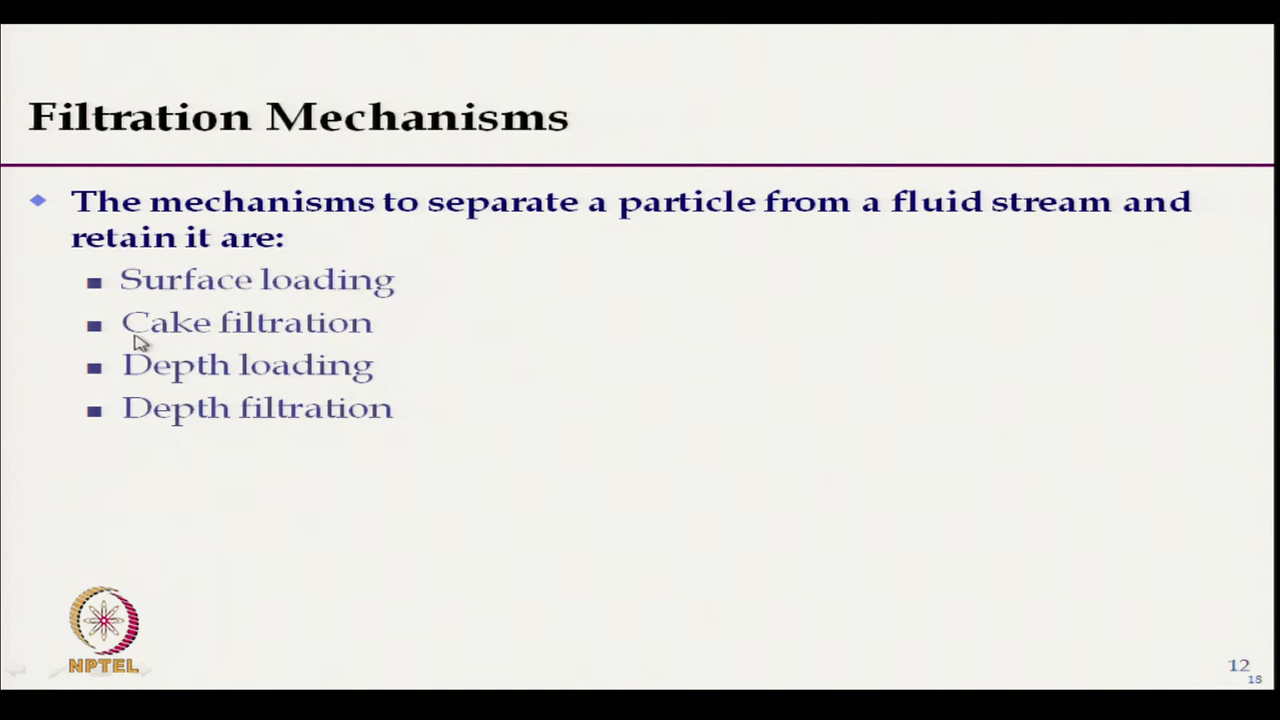 Filtration Mechanisms
The mechanisms to separate a particle from a fluid stream and
retain it are:
Surface loading
Cake filtration
Depth loading
Depth filtration
NPTEL
12
18